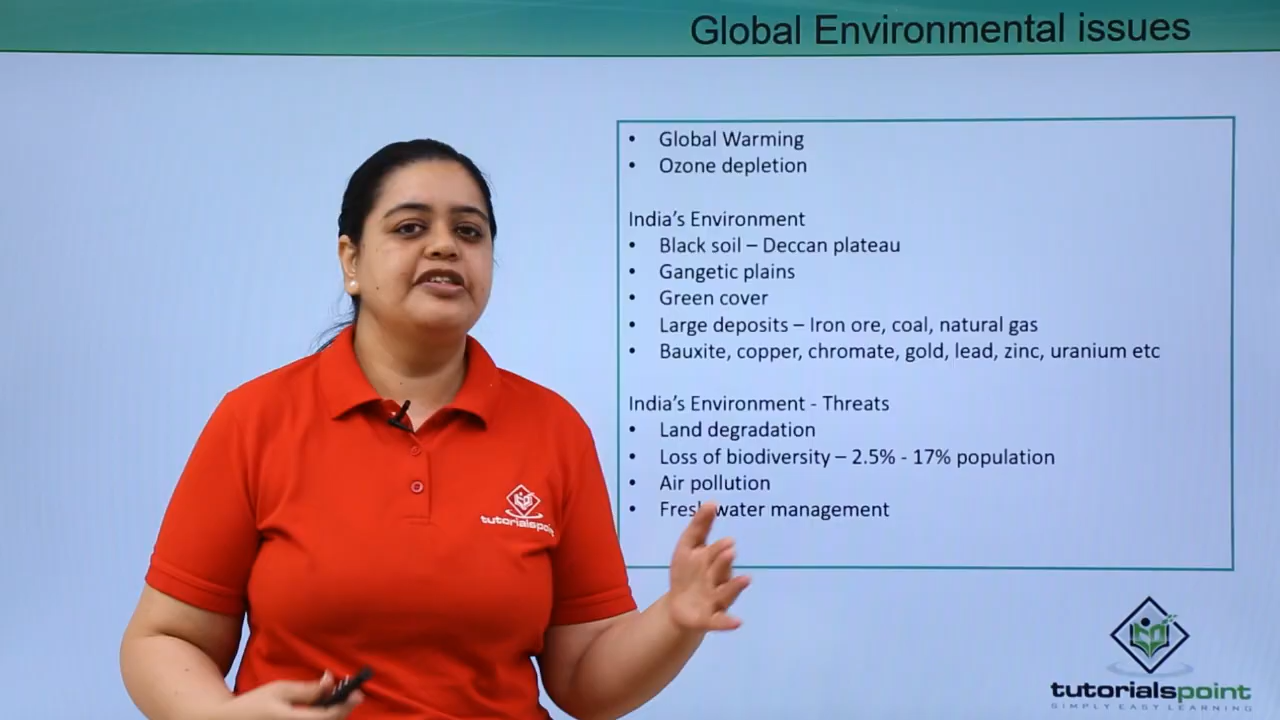 Global Environmental issues
• Global Warming
• Ozone depletion
India's Environment
• Black soil – Deccan plateau
• Gangetic plains
• Green cover
• Large deposits – Iron ore, coal, natural gas
• Bauxite, copper, chromate, gold, lead, zinc, uranium etc
India's Environment - Threats
• Land degradation
• Loss of biodiversity – 2.5% - 17% population
• Air pollution
• Fresh water management
tutorialspoint
tutorialspoint
SIMPLY EASY LEARNING